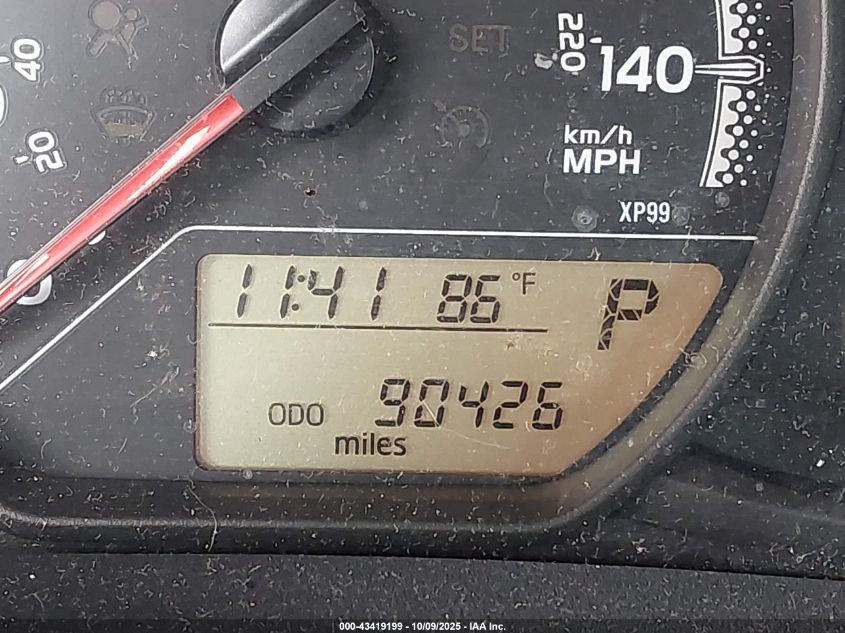 40
20
0
SET
220
140
km/h
MPH
XP99
11:41 86 °F P
ODO 90426
miles
000-43419199 - 10/09/2025 - IAA Inc.